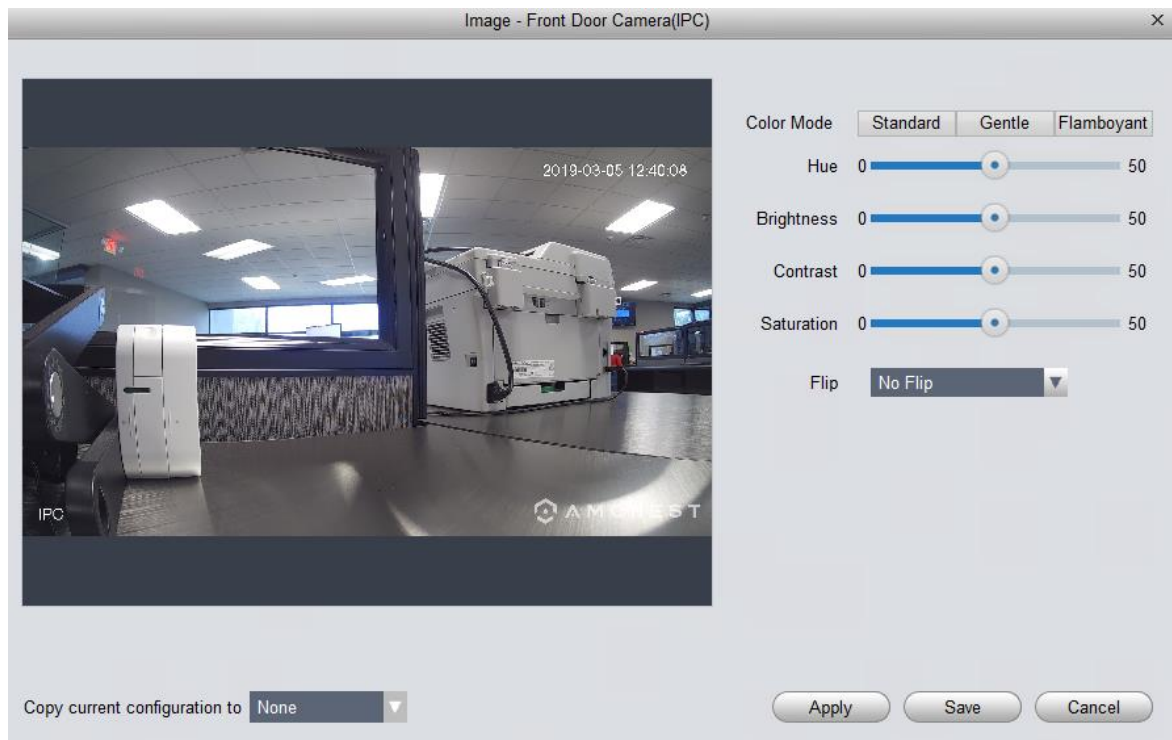 Image - Front Door Camera(IPC)
2019-03-05 12:40:08
IPC
AMCREST
Color Mode Standard Gentle Flamboyant
Hue 0 50
Brightness 0 50
Contrast 0 50
Saturation 0 50
Flip No Flip
Copy current configuration to None
Apply Save Cancel